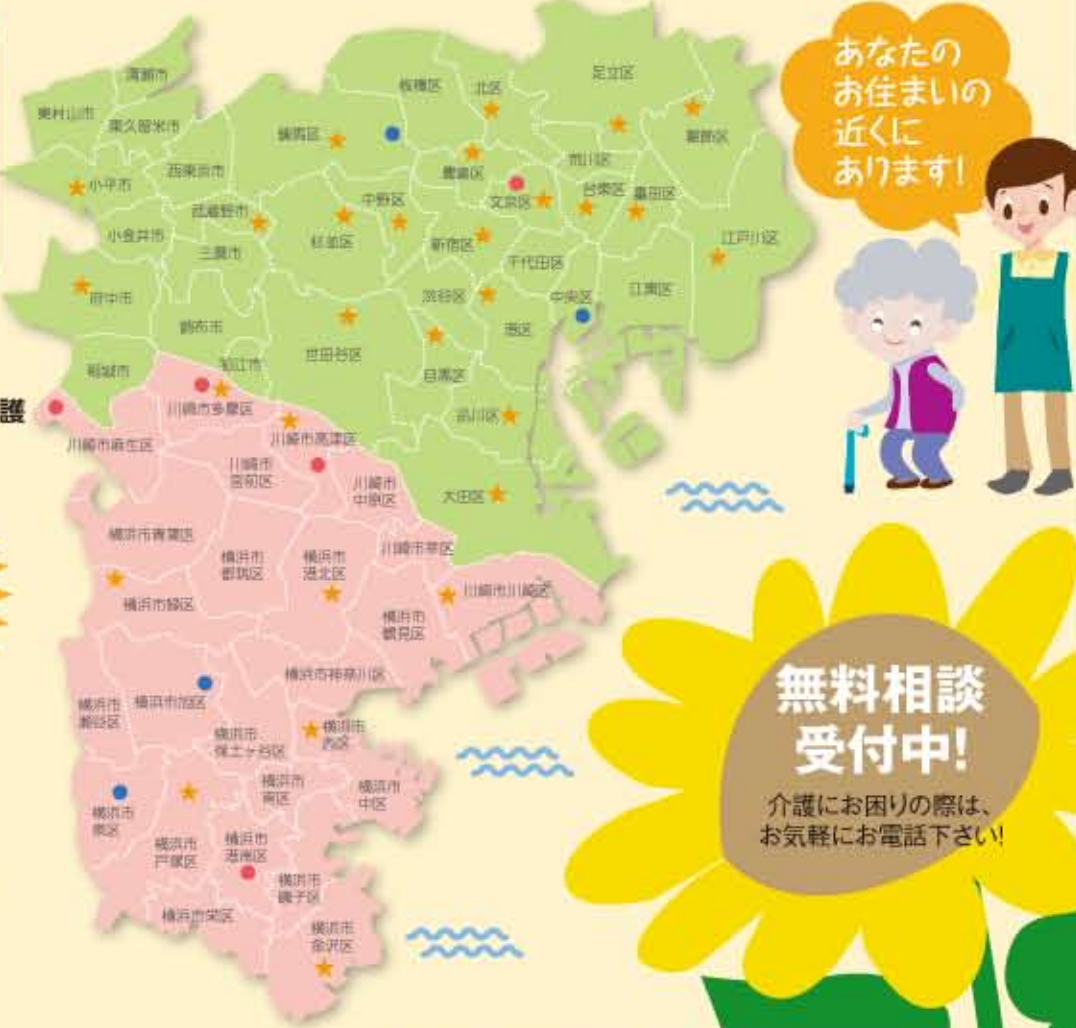 あなたの
お住まいの
近くに
あります!
清瀬市
東村山市
東久留米市
西東京市
小平市
武蔵野市
小金井市
三鷹市
府中市
調布市
稲城市
狛江市
練馬区
板橋区
北区
足立区
葛飾区
荒川区
豊島区
文京区
台東区
墨田区
中野区
杉並区
新宿区
千代田区
江戸川区
渋谷区
中央区
江東区
港区
世田谷区
目黒区
品川区
大田区
護
川崎市多摩区
川崎市麻生区
川崎市高津区
川崎市
宮前区
川崎市
中原区
川崎市幸区
川崎市川崎区
横浜市青葉区
横浜市
都筑区
横浜市
港北区
横浜市緑区
横浜市
鶴見区
横浜市神奈川区
横浜市
瀬谷区
横浜市旭区
横浜市
保土ヶ谷区
横浜市
西区
横浜市
南区
横浜市
中区
横浜市
泉区
横浜市
戸塚区
横浜市
港南区
横浜市
磯子区
横浜市栄区
横浜市
金沢区
無料相談
受付中!
介護にお困りの際は、
お気軽にお電話下さい!